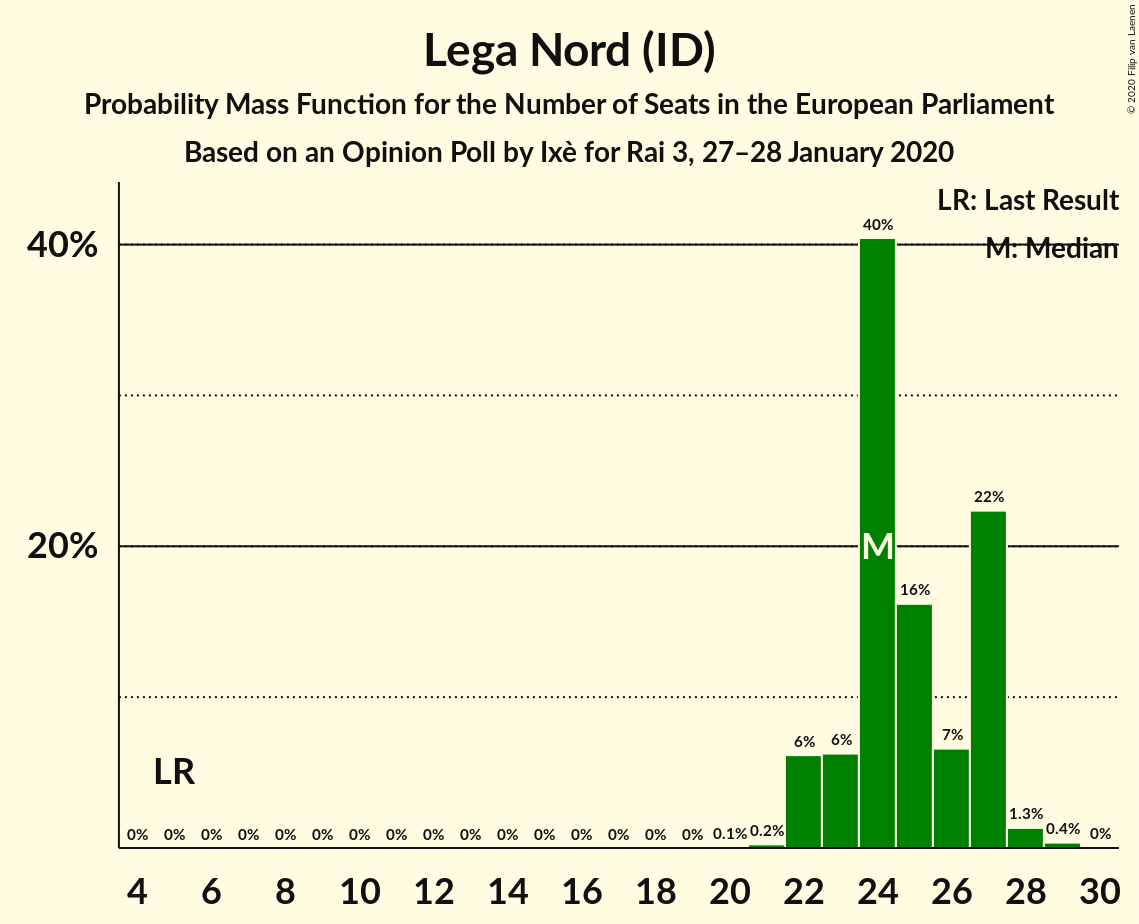 Lega Nord (ID)
Probability Mass Function for the Number of Seats in the European Parliament
Based on an Opinion Poll by Ixè for Rai 3, 27–28 January 2020
© 2020 Filip van Laenen
LR: Last Result
M: Median
40%
20%
40%
22%
M
16%
6% 6% 7%
LR
1.3%
0% 0% 0% 0% 0% 0% 0% 0% 0% 0% 0% 0% 0% 0% 0% 0% 0.1% 0.2% 0.4% 0%
4 6 8 10 12 14 16 18 20 22 24 26 28 30